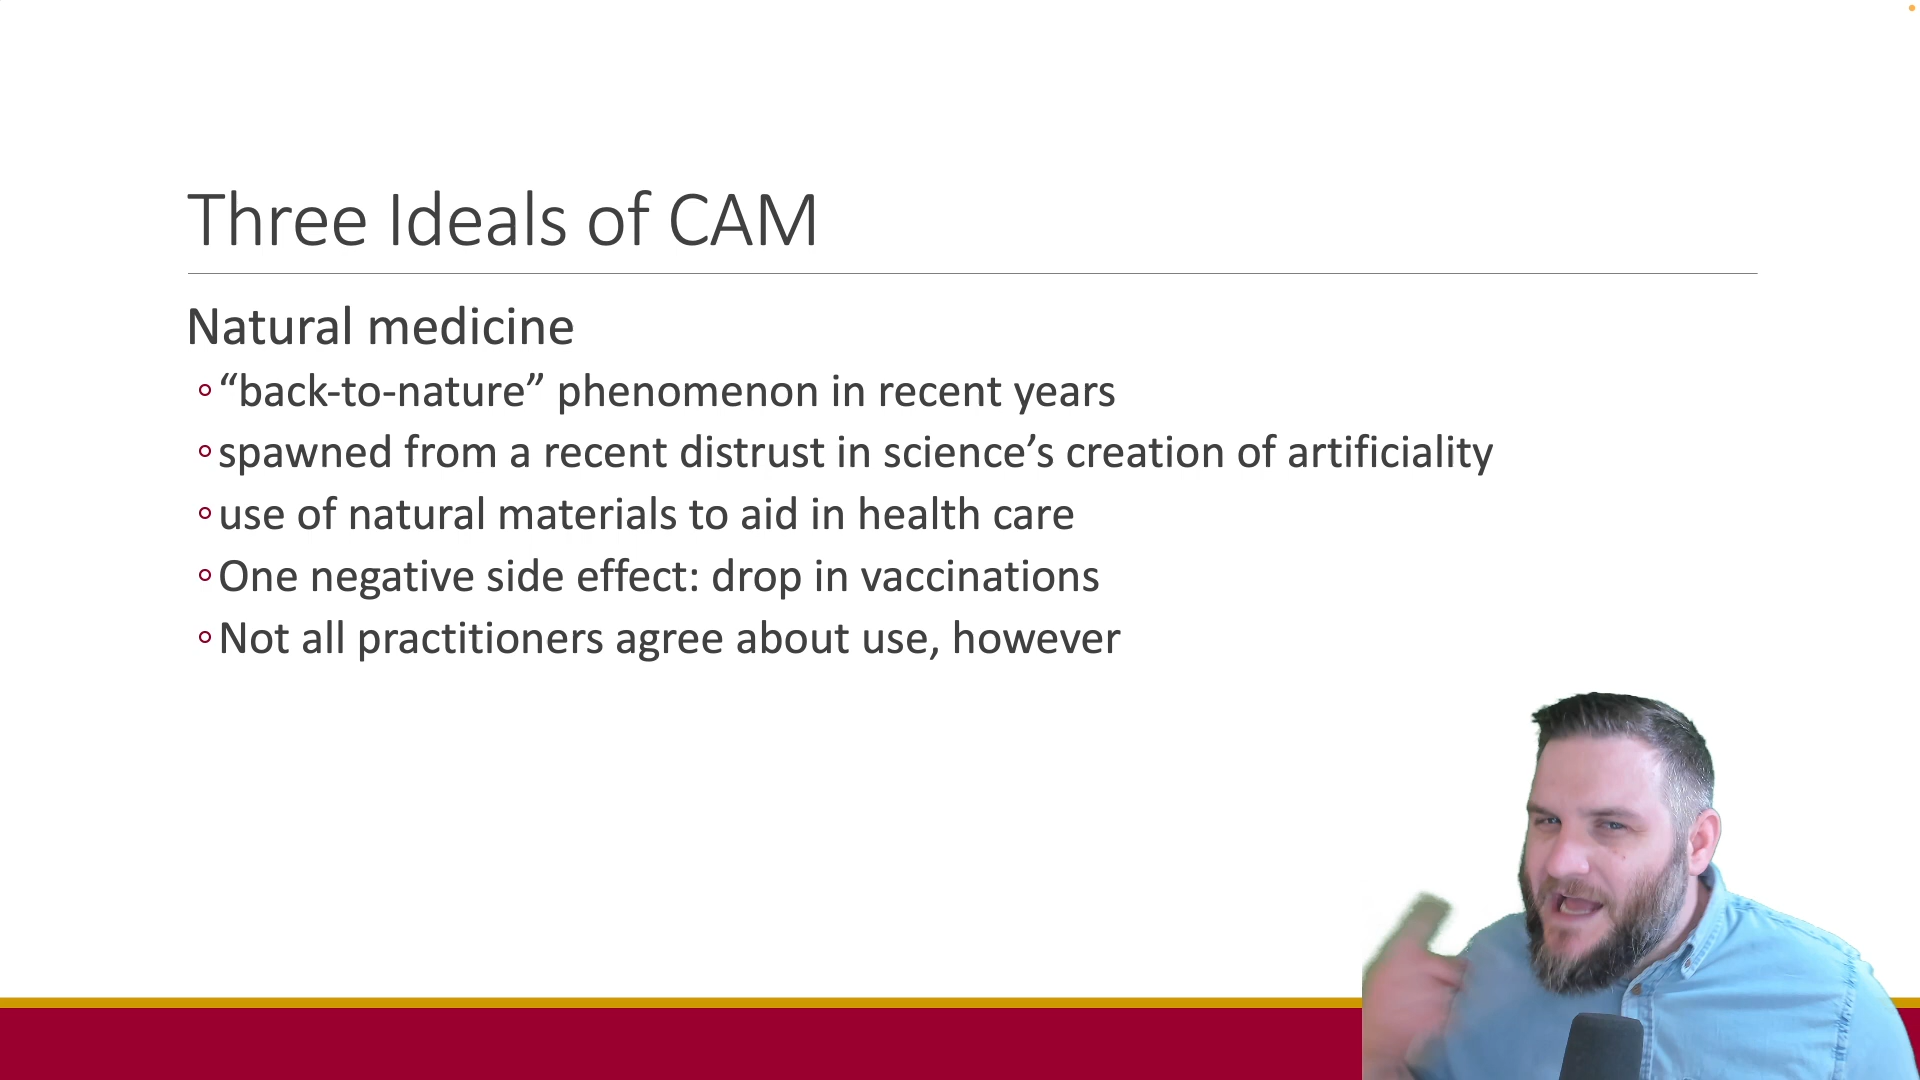 Three Ideals of CAM
Natural medicine
“back-to-nature” phenomenon in recent years
spawned from a recent distrust in science’s creation of artificiality
use of natural materials to aid in health care
One negative side effect: drop in vaccinations
Not all practitioners agree about use, however